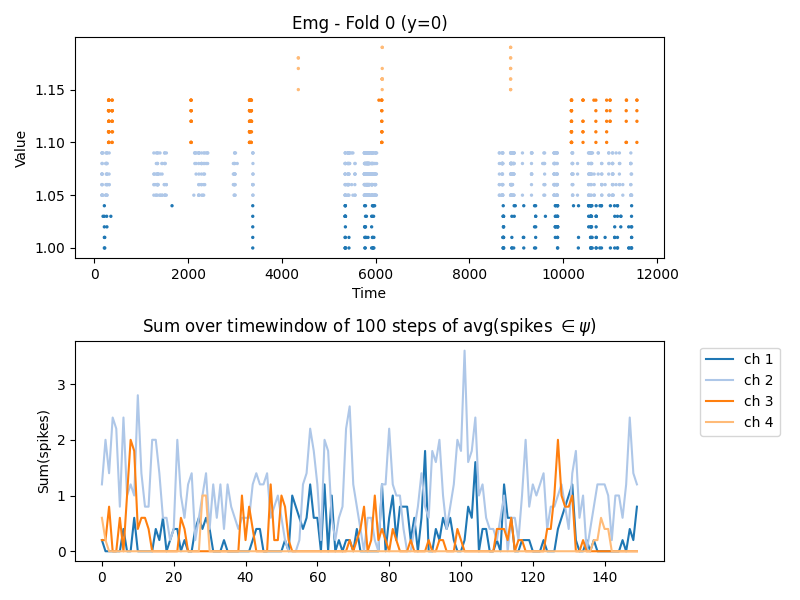 Emg - Fold 0 (y=0)
Value
1.15
1.10
1.05
1.00
0 2000 4000 6000 8000 10000 12000
Time
Sum over timewindow of 100 steps of avg(spikes ∈ ψ)
Sum(spikes)
3
2
1
0
0 20 40 60 80 100 120 140
ch 1
ch 2
ch 3
ch 4